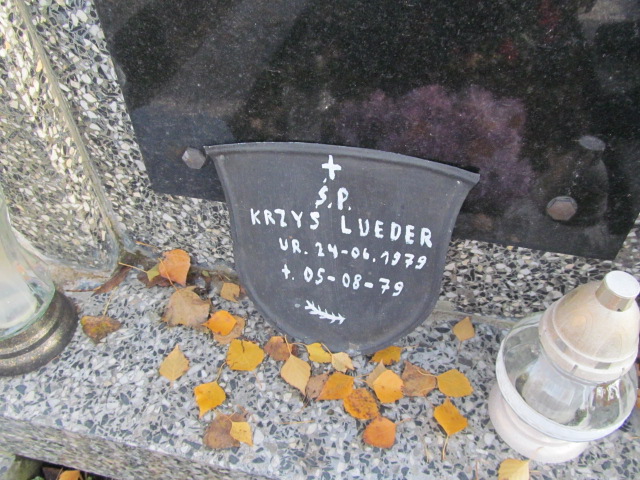 Ś.P.
KRZYS LUEDER
UR. 24-06.1979
+. 05-08-79